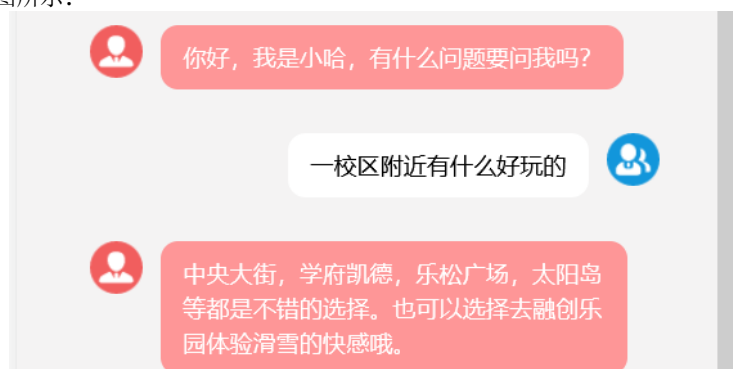 图所示：
你好，我是小哈，有什么问题要问我吗？
一校区附近有什么好玩的
中央大街，学府凯德，乐松广场，太阳岛
等都是不错的选择。也可以选择去融创乐
园体验滑雪的快感哦。